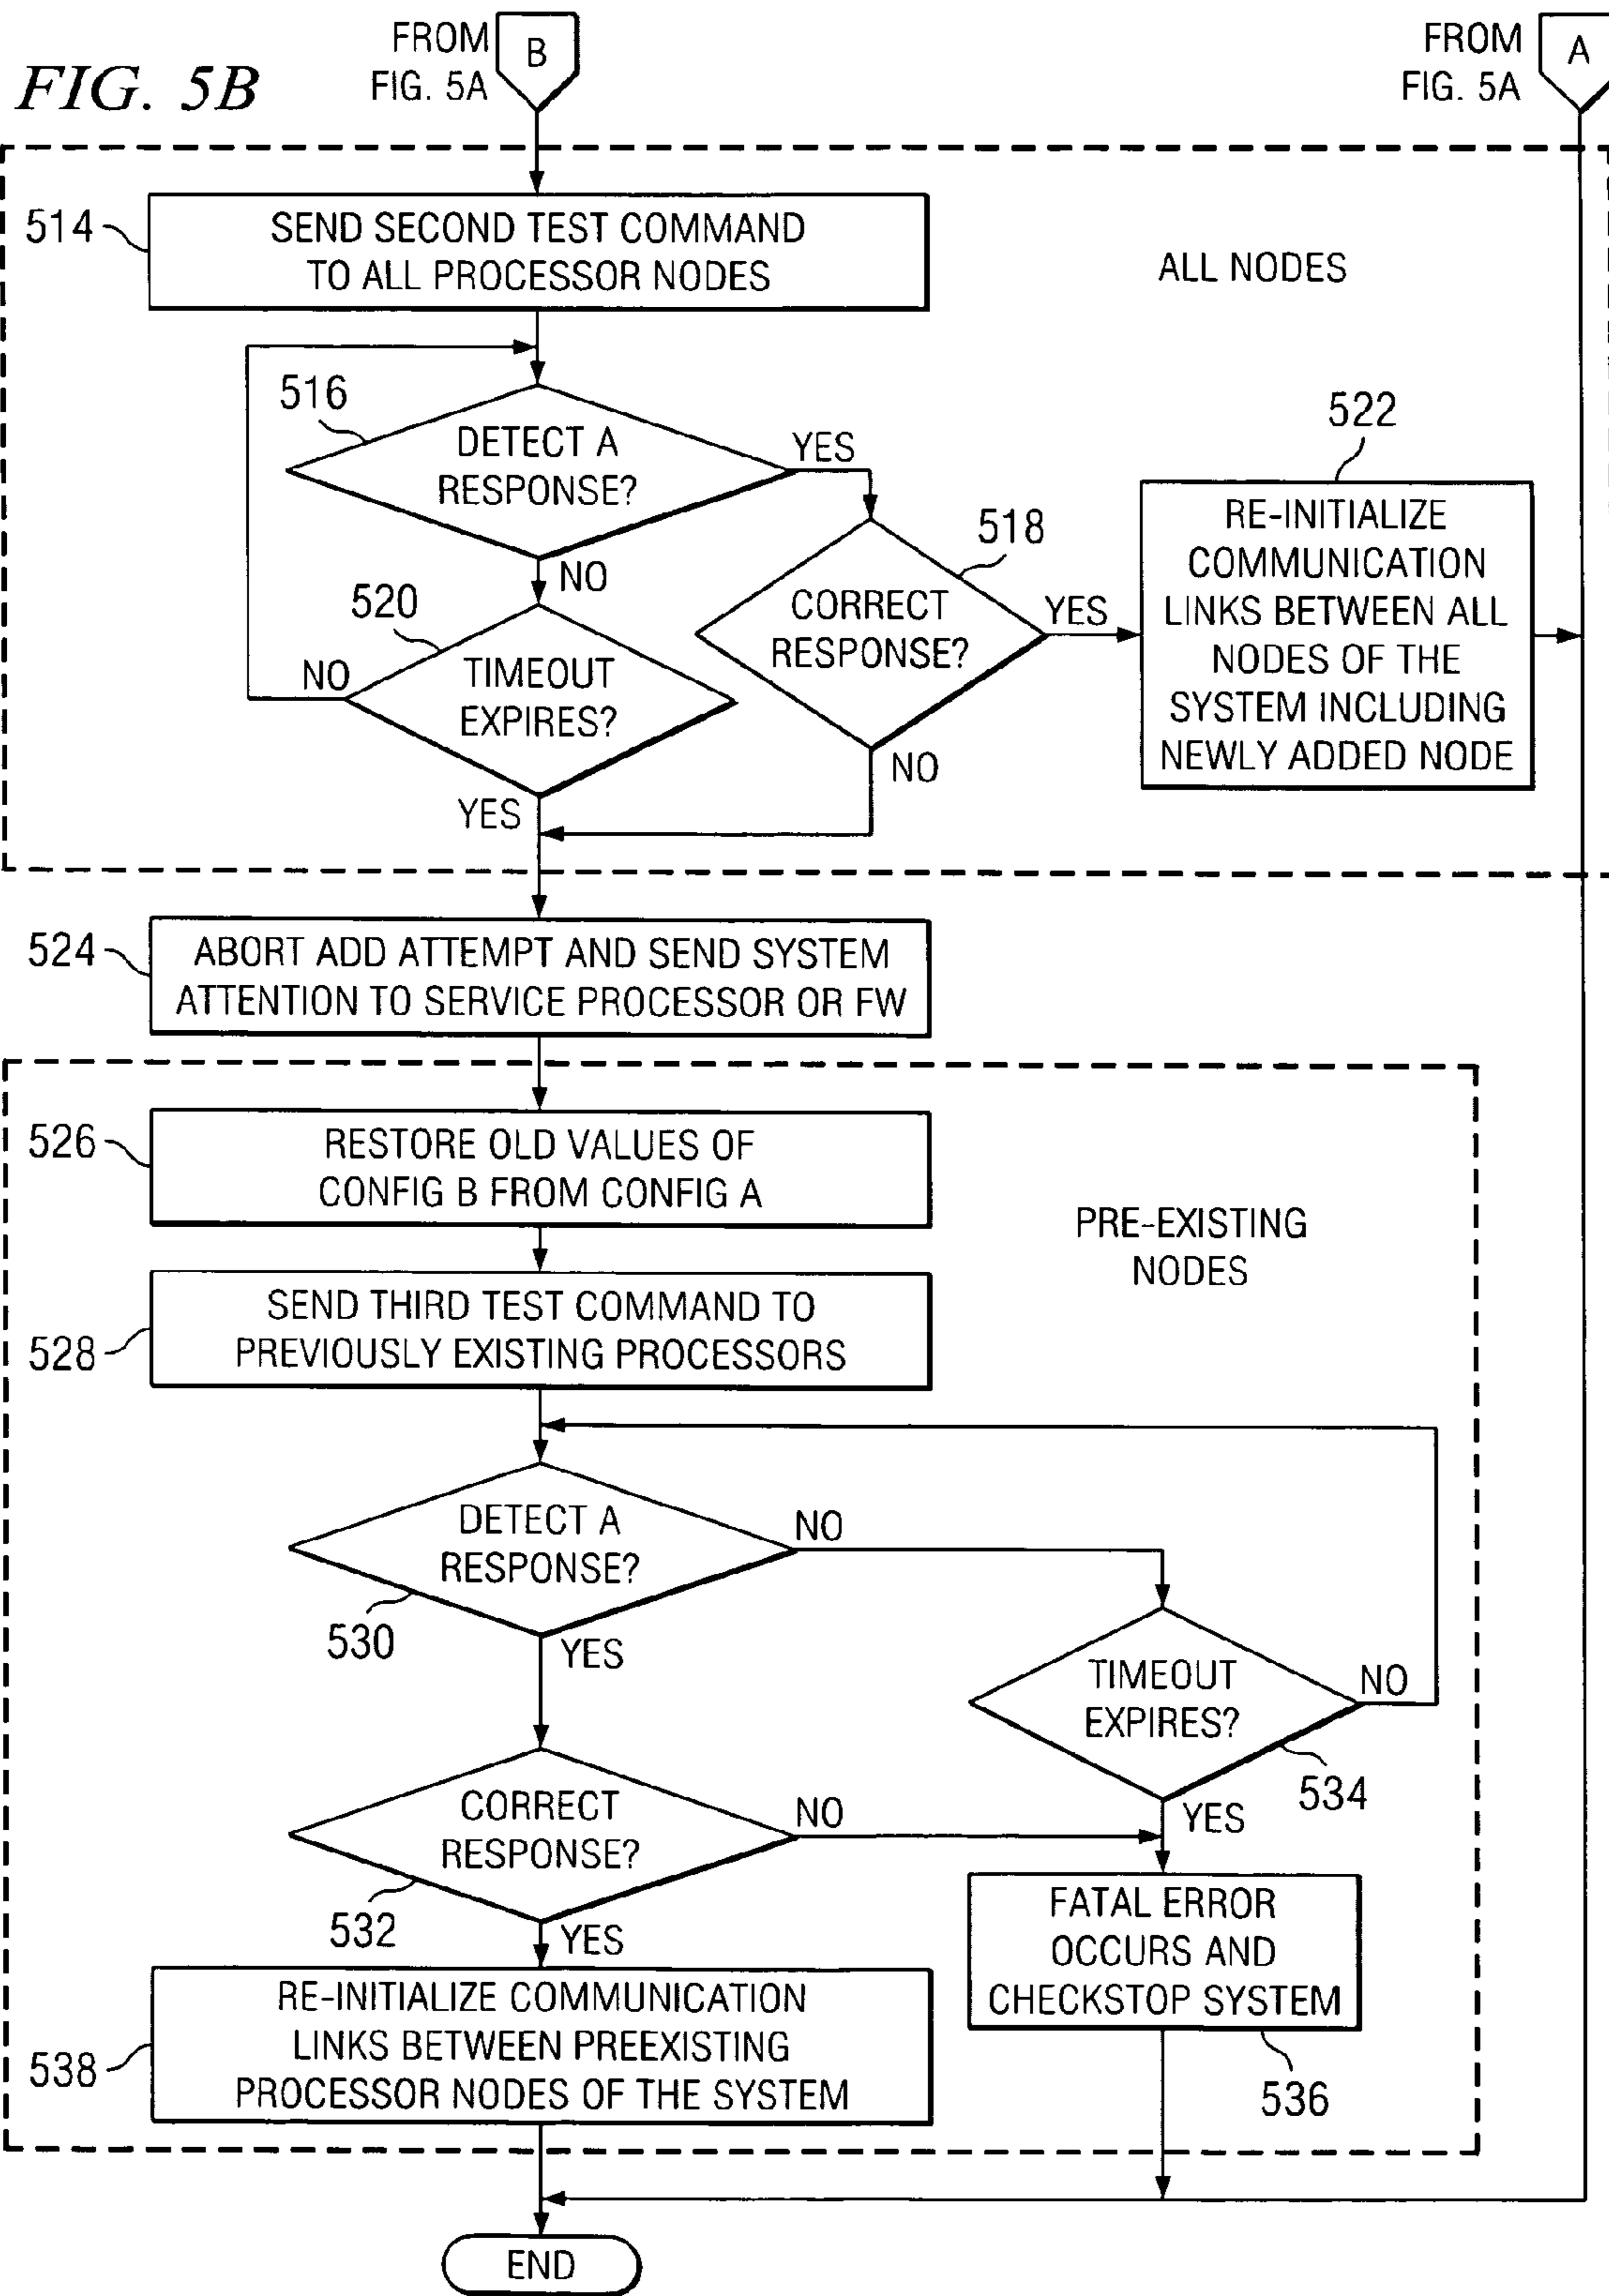 FIG. 5B
FROM
FIG. 5A
B
FROM
FIG. 5A
A
514
SEND SECOND TEST COMMAND
TO ALL PROCESSOR NODES
ALL NODES
516
DETECT A
RESPONSE?
YES
NO
518
CORRECT
RESPONSE?
YES
NO
520
TIMEOUT
EXPIRES?
NO
YES
522
RE-INITIALIZE
COMMUNICATION
LINKS BETWEEN ALL
NODES OF THE
SYSTEM INCLUDING
NEWLY ADDED NODE
524
ABORT ADD ATTEMPT AND SEND SYSTEM
ATTENTION TO SERVICE PROCESSOR OR FW
526
RESTORE OLD VALUES OF
CONFIG B FROM CONFIG A
PRE-EXISTING
NODES
528
SEND THIRD TEST COMMAND TO
PREVIOUSLY EXISTING PROCESSORS
DETECT A
RESPONSE?
NO
530
YES
TIMEOUT
EXPIRES?
NO
534
YES
CORRECT
RESPONSE?
NO
532
YES
FATAL ERROR
OCCURS AND
CHECKSTOP SYSTEM
536
538
RE-INITIALIZE COMMUNICATION
LINKS BETWEEN PREEXISTING
PROCESSOR NODES OF THE SYSTEM
END